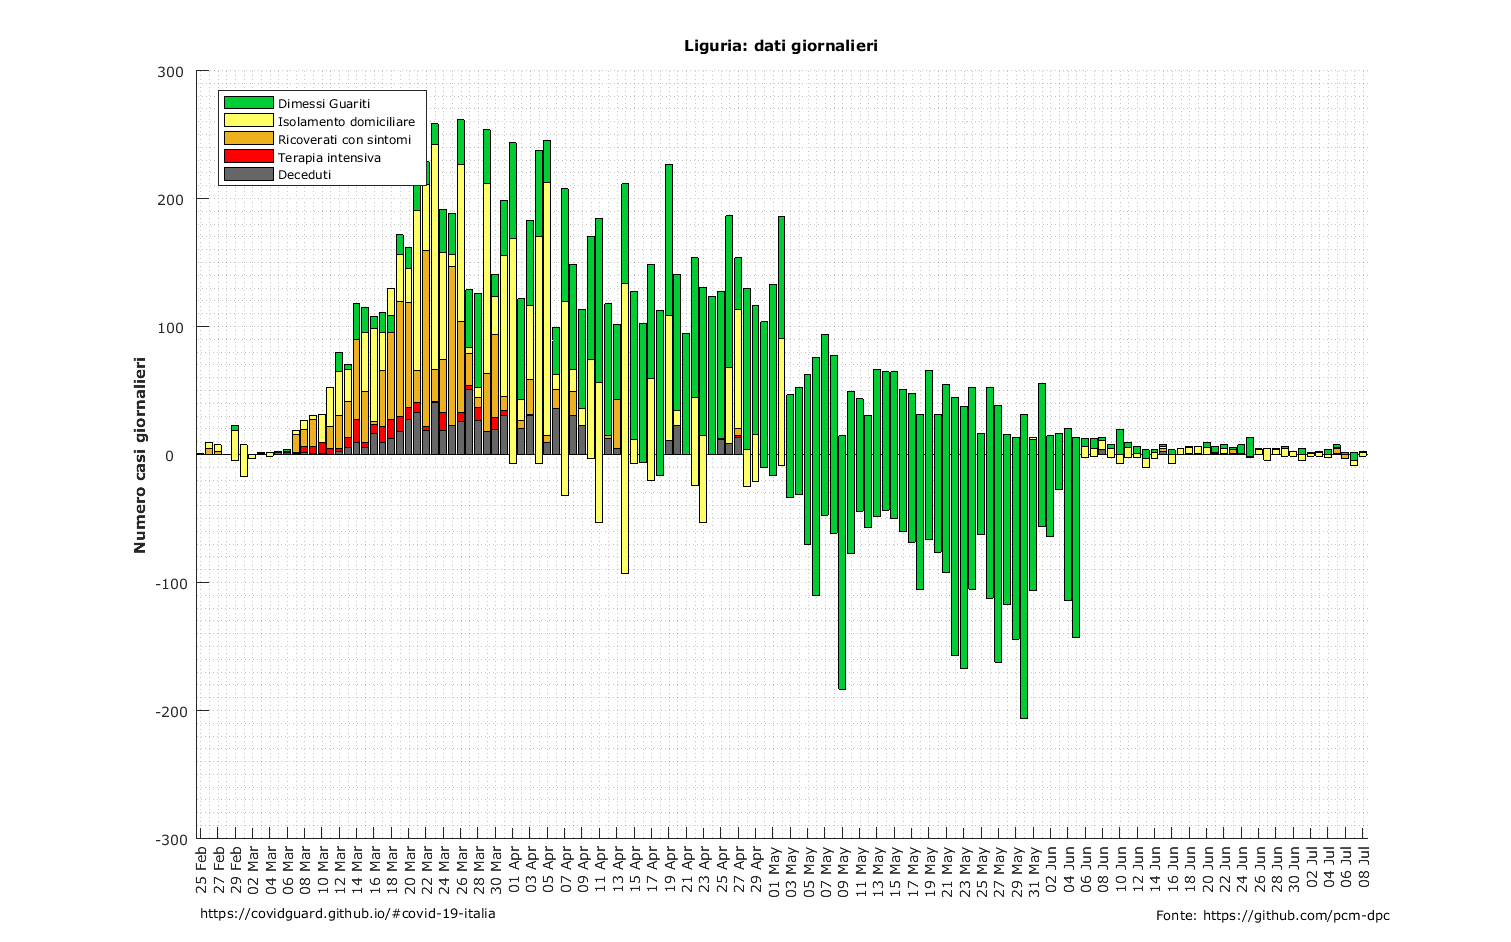 Liguria: dati giornalieri
300
200
100
0
-100
-200
-300
Numero casi giornalieri
Dimessi Guariti
Isolamento domiciliare
Ricoverati con sintomi
Terapia intensiva
Deceduti
25 Feb
27 Feb
29 Feb
02 Mar
04 Mar
06 Mar
08 Mar
10 Mar
12 Mar
14 Mar
16 Mar
18 Mar
20 Mar
22 Mar
24 Mar
26 Mar
28 Mar
30 Mar
01 Apr
03 Apr
05 Apr
07 Apr
09 Apr
11 Apr
13 Apr
15 Apr
17 Apr
19 Apr
21 Apr
23 Apr
25 Apr
27 Apr
29 Apr
01 May
03 May
05 May
07 May
09 May
11 May
13 May
15 May
17 May
19 May
21 May
23 May
25 May
27 May
29 May
31 May
02 Jun
04 Jun
06 Jun
08 Jun
10 Jun
12 Jun
14 Jun
16 Jun
18 Jun
20 Jun
22 Jun
24 Jun
26 Jun
28 Jun
30 Jun
02 Jul
04 Jul
06 Jul
08 Jul
https://covidguard.github.io/#covid-19-italia
Fonte: https://github.com/pcm-dpc